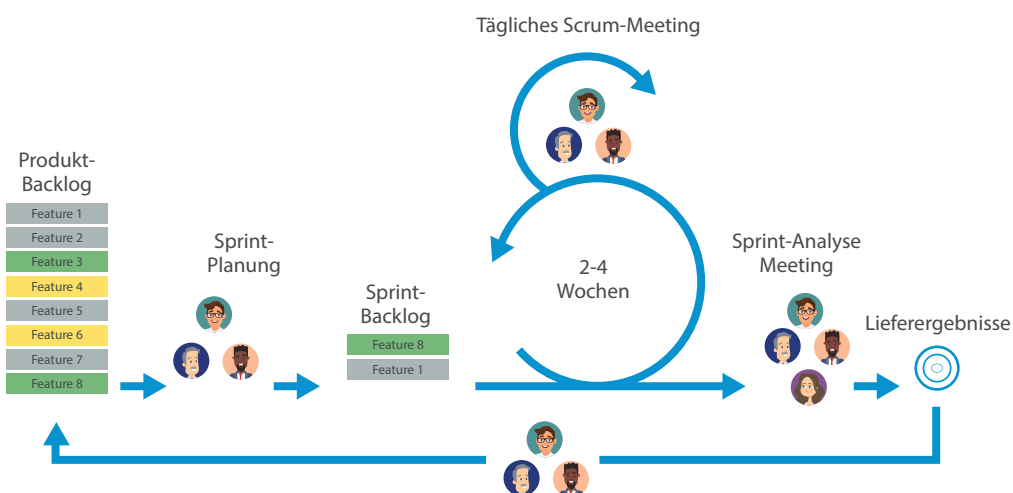 Tägliches Scrum-Meeting
Produkt-
Backlog
Feature 1
Feature 2
Feature 3
Feature 4
Feature 5
Feature 6
Feature 7
Feature 8
Sprint-
Planung
Sprint-
Backlog
Feature 8
Feature 1
2-4
Wochen
Sprint-Analyse
Meeting
Lieferergebnisse